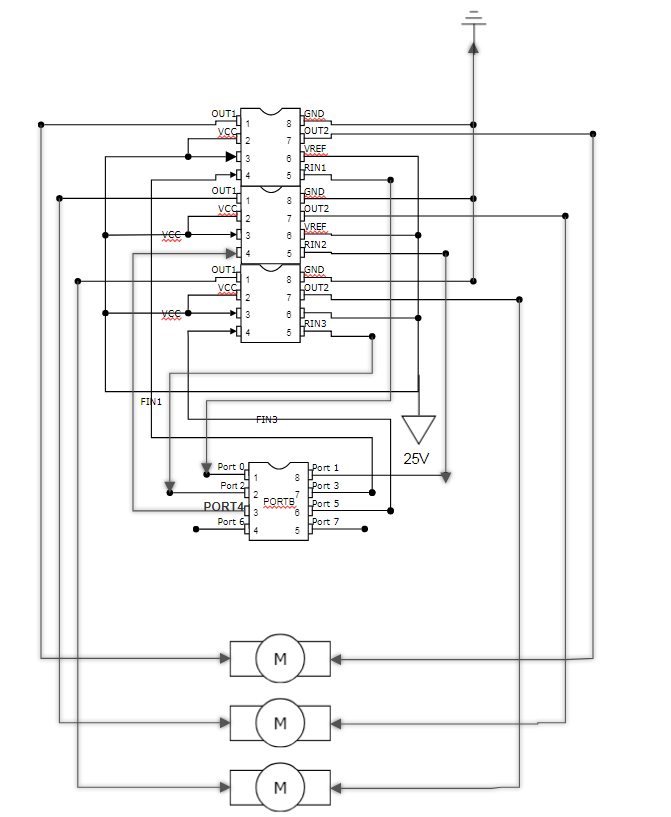 OUT1 GND
1 8
VCC OUT2
2 7
VREF
3 6
RIN1
4 5
OUT1 GND
1 8
VCC OUT2
2 7
VREF
VCC 3 6
RIN2
4 5
OUT1 GND
1 8
VCC OUT2
2 7
VCC 3 6
RIN3
4 5
FIN1
FIN3
25V
Port 0 Port 1
1 8
Port 2 Port 3
2 7
PORTB
PORT4 Port 5
3 6
Port 6 Port 7
4 5
M
M
M